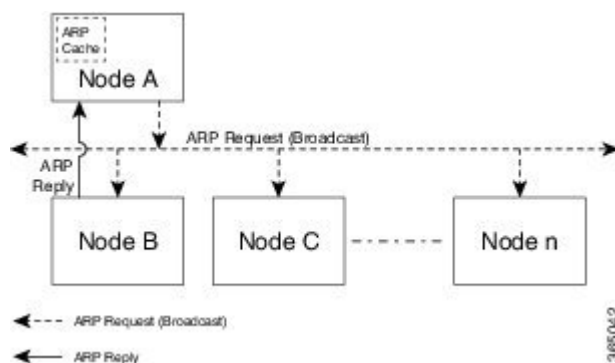 ARP
Cache
Node A
ARP Request (Broadcast)
ARP
Reply
Node B
Node C
Node n
ARP Request (Broadcast)
ARP Reply